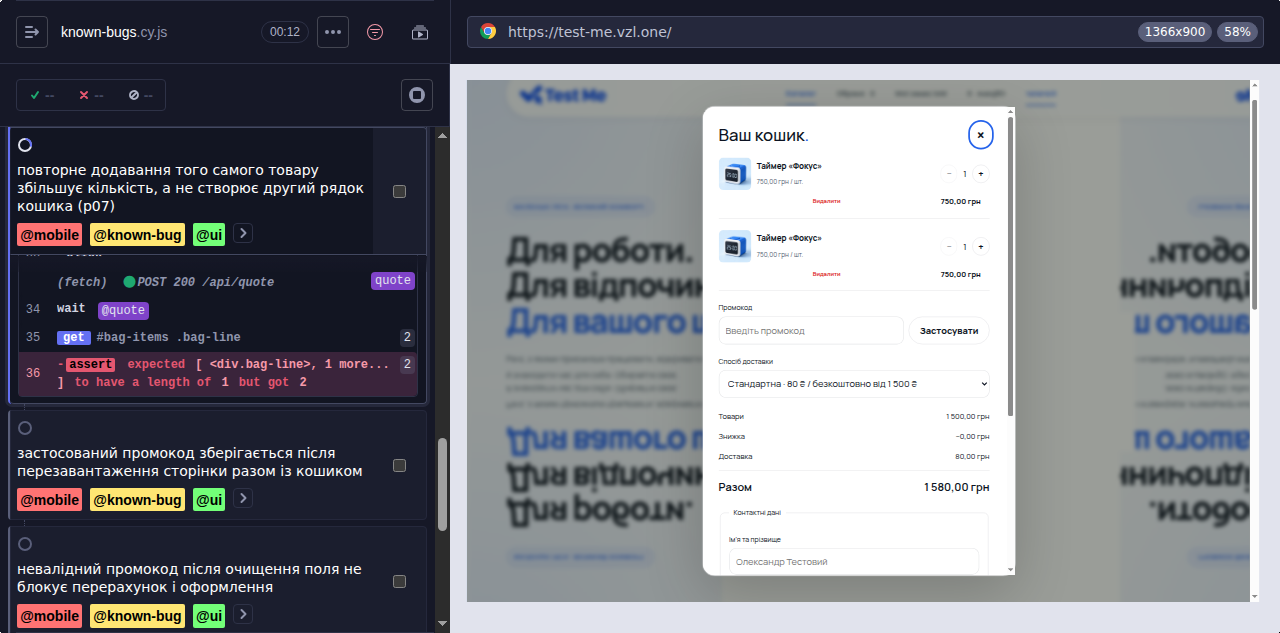 known-bugs.cy.js
00:12
https://test-me.vzl.one/
1366x900
58%
--
--
--
повторне додавання того самого товару
збільшує кількість, а не створює другий рядок
кошика (p07)
@mobile @known-bug @ui
(fetch) POST 200 /api/quote quote
34 wait @quote
35 get #bag-items .bag-line 2
36 -assert expected [ <div.bag-line>, 1 more... 2
] to have a length of 1 but got 2
застосований промокод зберігається після
перезавантаження сторінки разом із кошиком
@mobile @known-bug @ui
невалідний промокод після очищення поля не
блокує перерахунок і оформлення
@mobile @known-bug @ui
Test Me
Ваш кошик.
×
Таймер «Фокус»
750,00 грн / шт.
− 1 +
Видалити
750,00 грн
Таймер «Фокус»
750,00 грн / шт.
− 1 +
Видалити
750,00 грн
Промокод
Введіть промокод
Застосувати
Спосіб доставки
Стандартна · 80 ₴ / безкоштовно від 1 500 ₴
Товари 1 500,00 грн
Знижка −0,00 грн
Доставка 80,00 грн
Разом 1 580,00 грн
Контактні дані
Ім'я та прізвище
Олександр Тестовий
Для роботи.
Для відпочин
Для вашого